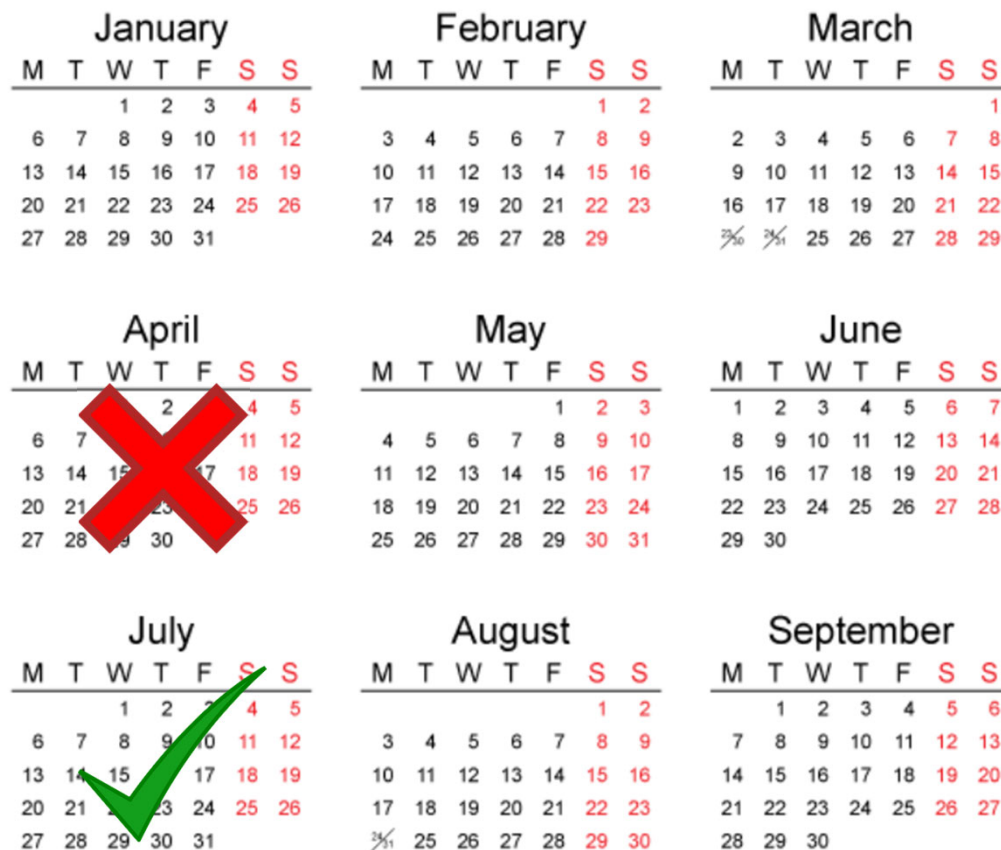 January
M T W T F S S
1 2 3 4 5
6 7 8 9 10 11 12
13 14 15 16 17 18 19
20 21 22 23 24 25 26
27 28 29 30 31
February
M T W T F S S
1 2
3 4 5 6 7 8 9
10 11 12 13 14 15 16
17 18 19 20 21 22 23
24 25 26 27 28 29
March
M T W T F S S
1
2 3 4 5 6 7 8
9 10 11 12 13 14 15
16 17 18 19 20 21 22
23/30 24/31 25 26 27 28 29
April
M T W T F S S
2 4 5
6 7 11 12
13 14 15 17 18 19
20 21 23 25 26
27 28 29 30
May
M T W T F S S
1 2 3
4 5 6 7 8 9 10
11 12 13 14 15 16 17
18 19 20 21 22 23 24
25 26 27 28 29 30 31
June
M T W T F S S
1 2 3 4 5 6 7
8 9 10 11 12 13 14
15 16 17 18 19 20 21
22 23 24 25 26 27 28
29 30
July
M T W T F S S
1 2 3 4 5
6 7 8 9 10 11 12
13 14 15 17 18 19
20 21 23 24 25 26
27 28 29 30 31
August
M T W T F S S
1 2
3 4 5 6 7 8 9
10 11 12 13 14 15 16
17 18 19 20 21 22 23
24/31 25 26 27 28 29 30
September
M T W T F S S
1 2 3 4 5 6
7 8 9 10 11 12 13
14 15 16 17 18 19 20
21 22 23 24 25 26 27
28 29 30